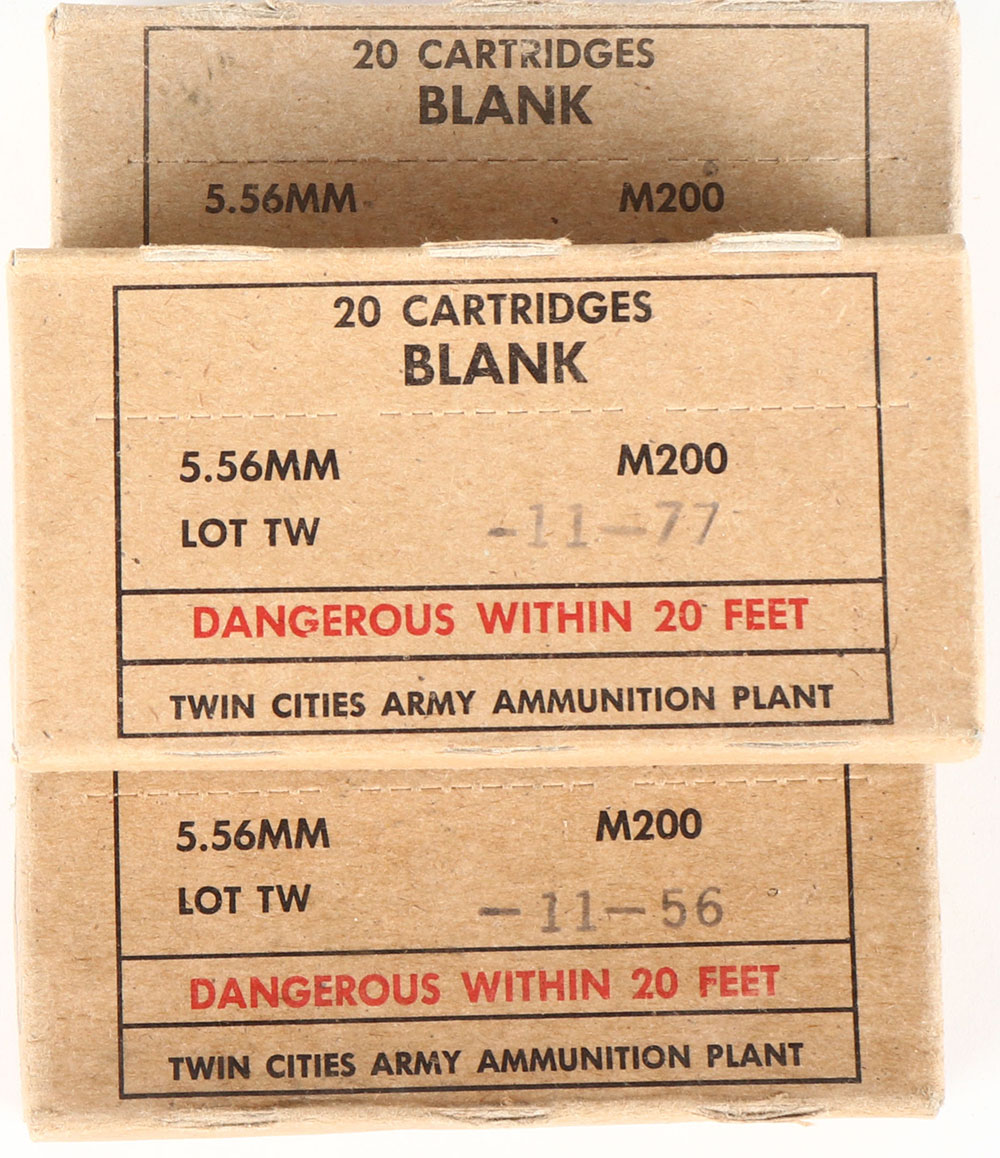 20 CARTRIDGES
BLANK
5.56MM M200
20 CARTRIDGES
BLANK
5.56MM M200
LOT TW -11-77
DANGEROUS WITHIN 20 FEET
TWIN CITIES ARMY AMMUNITION PLANT
5.56MM M200
LOT TW -11-56
DANGEROUS WITHIN 20 FEET
TWIN CITIES ARMY AMMUNITION PLANT